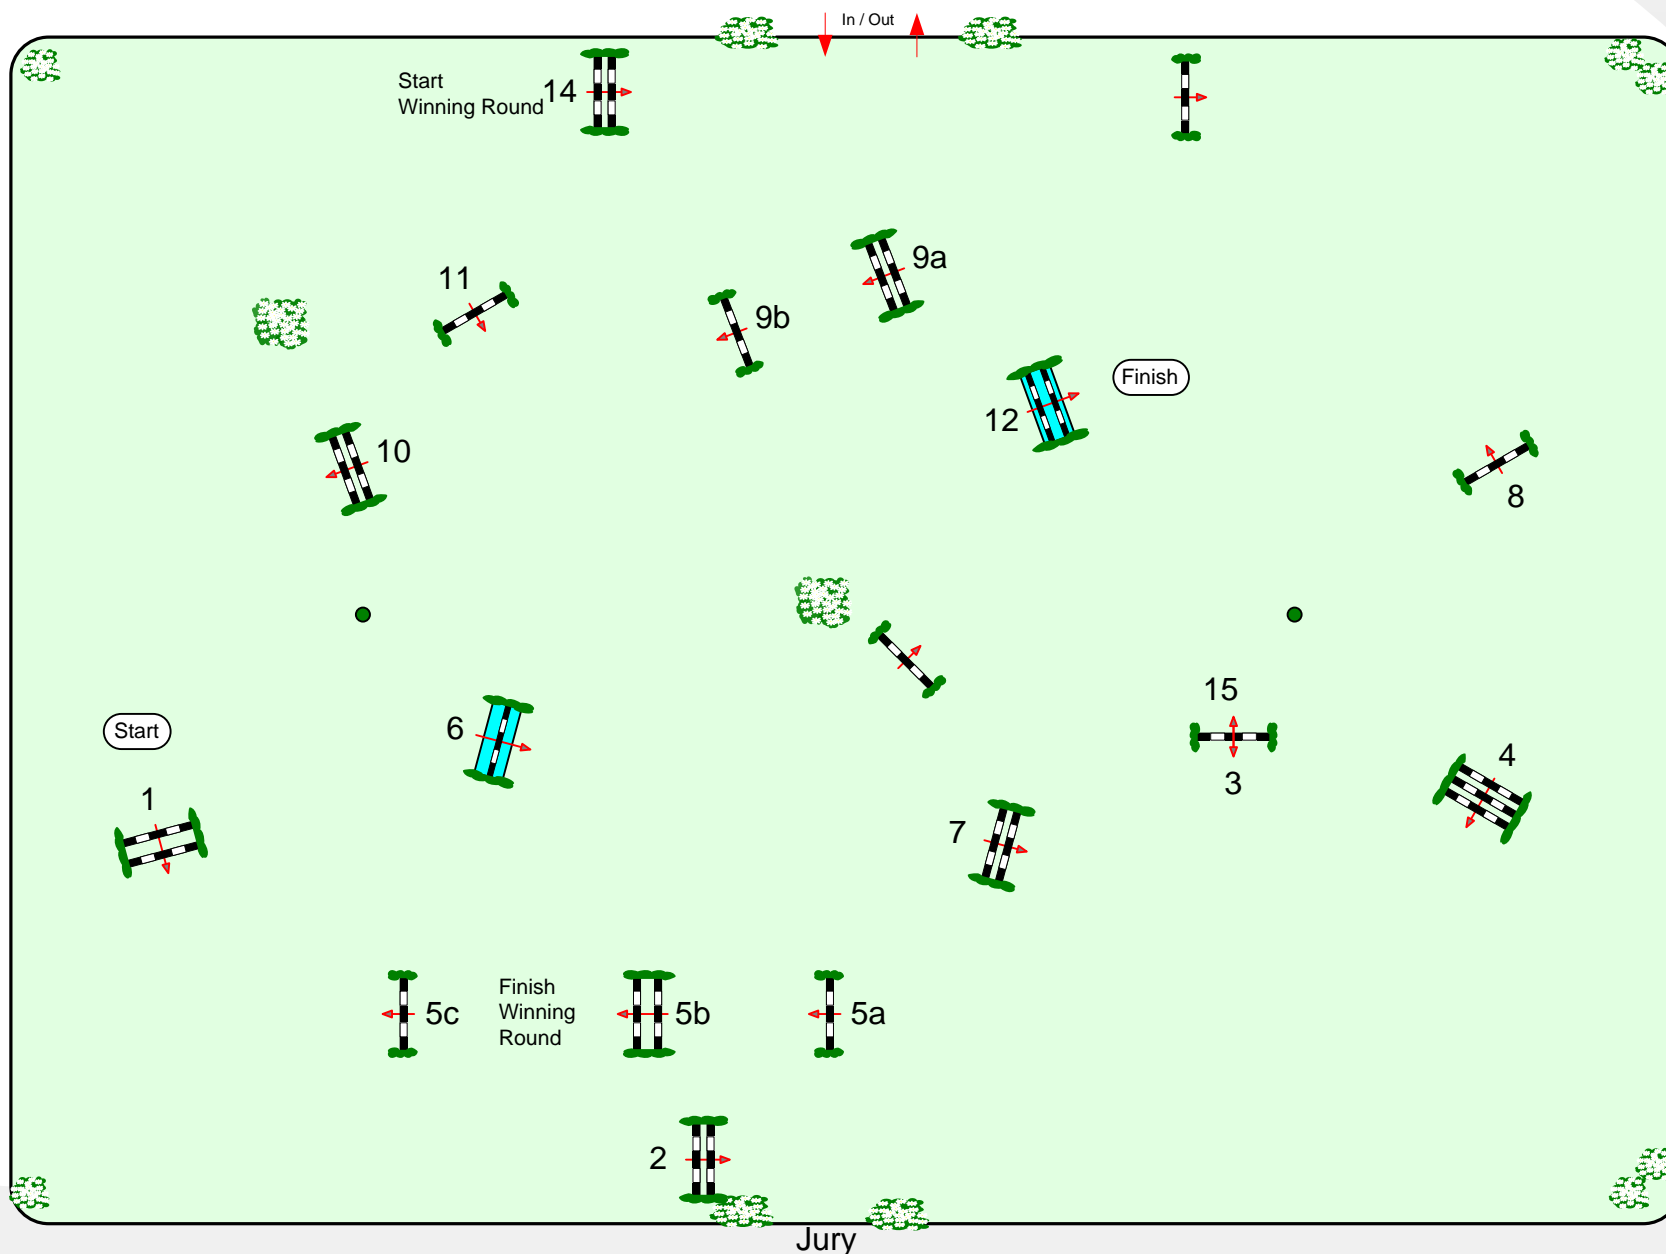 In / Out
Start
Winning Round
14
9a
11
9b
Finish
12
10
8
15
Start
6
4
3
1
7
Finish
Winning
Round
5c
5b
5a
2
Jury